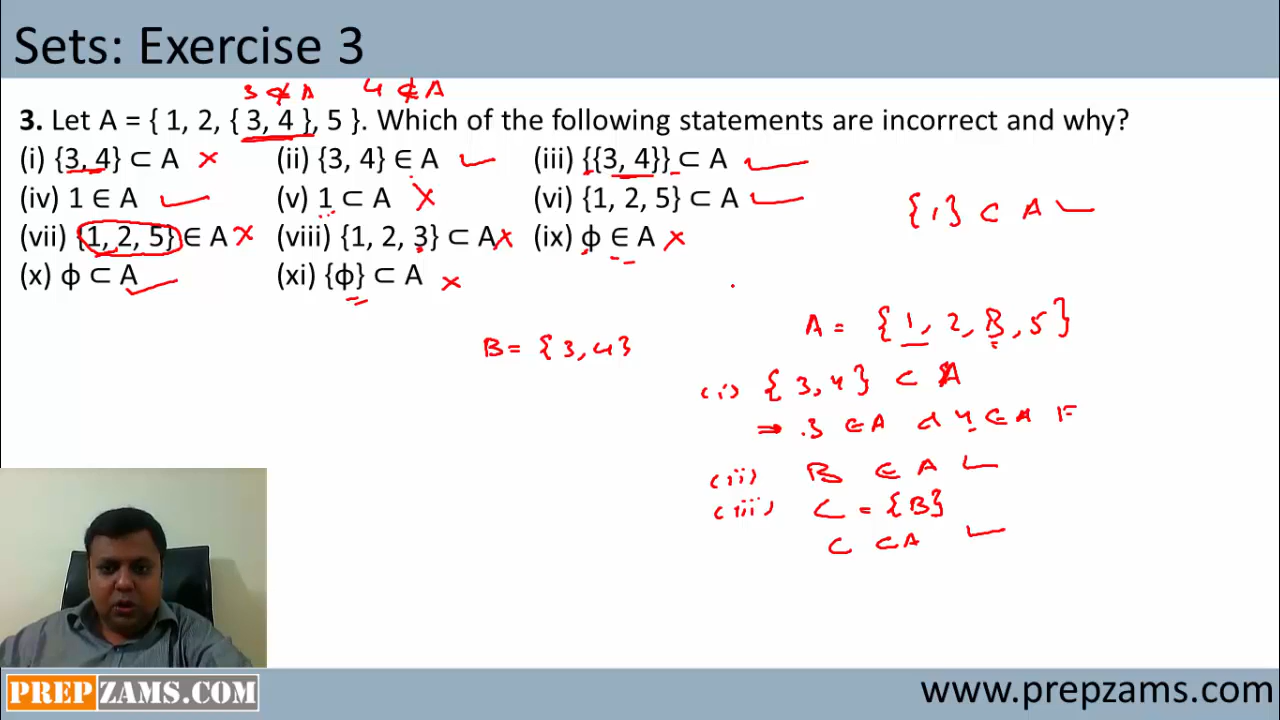 Sets: Exercise 3
3 ∉ A 4 ∉ A
3. Let A = { 1, 2, { 3, 4 }, 5 }. Which of the following statements are incorrect and why?
(i) {3, 4} ⊂ A × (ii) {3, 4} ∈ A ✓ (iii) {{3, 4}} ⊂ A ✓
(iv) 1 ∈ A ✓ (v) 1 ⊂ A × (vi) {1, 2, 5} ⊂ A ✓
{1} ⊂ A ✓
(vii) {1, 2, 5} ∈ A × (viii) {1, 2, 3} ⊂ A × (ix) ϕ ∈ A ×
(x) ϕ ⊂ A ✓ (xi) {ϕ} ⊂ A ×
A = {1, 2, B, 5}
B = {3, 4}
(i) {3, 4} ⊂ A
⇒ 3 ∈ A d 4 ∈ A F
(ii) B ∈ A ✓
(iii) C = {B}
C ⊂ A ✓
PREPZAMS.COM
www.prepzams.com